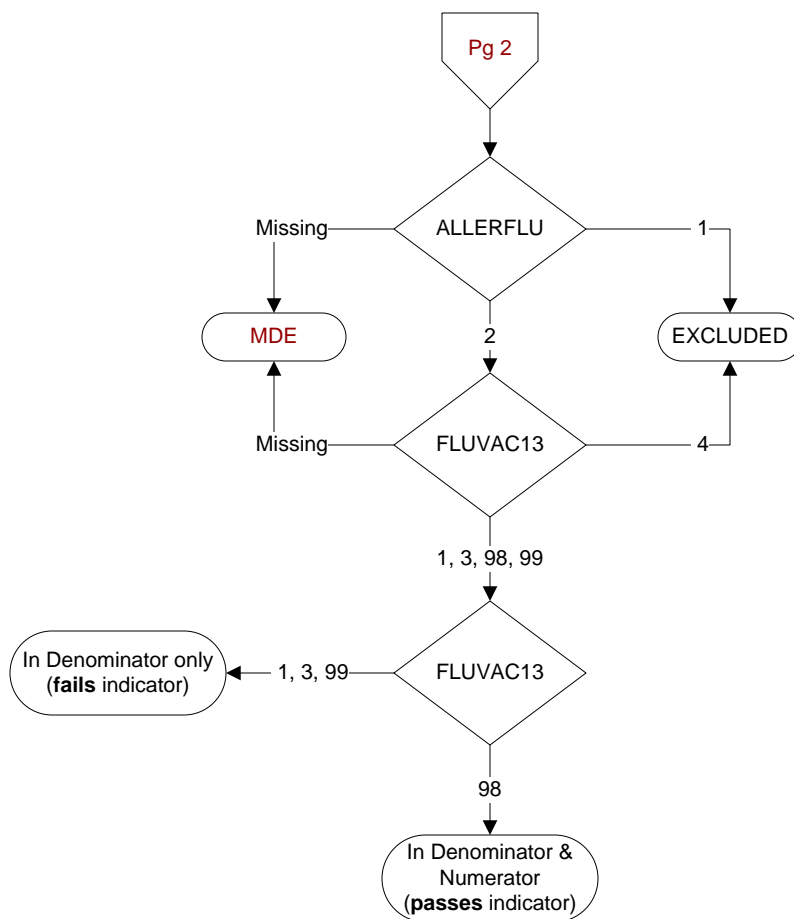 Pg 2
ALLERFLU
Missing
1
MDE
2
EXCLUDED
FLUVAC13
Missing
4
1, 3, 98, 99
In Denominator only
(fails indicator)
1, 3, 99
FLUVAC13
98
In Denominator &
Numerator
(passes indicator)